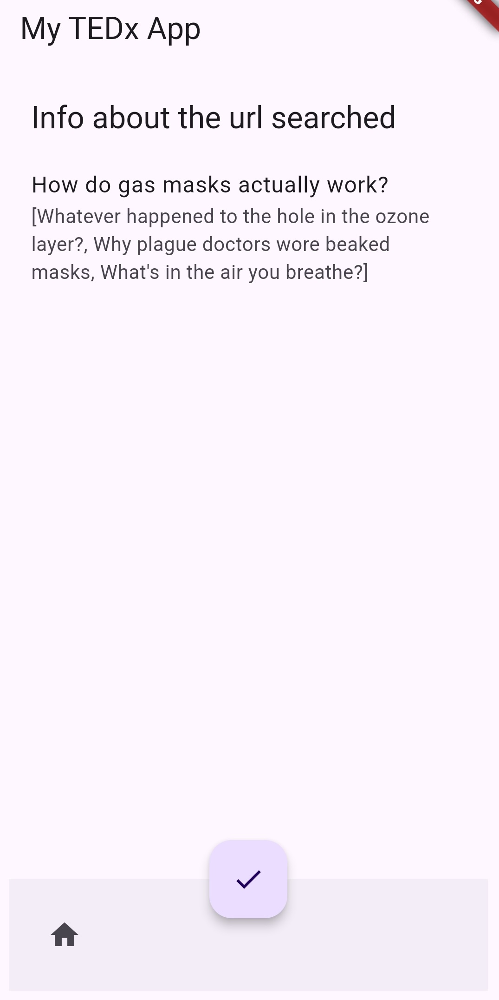 My TEDx App
Info about the url searched
How do gas masks actually work?
[Whatever happened to the hole in the ozone
layer?, Why plague doctors wore beaked
masks, What's in the air you breathe?]